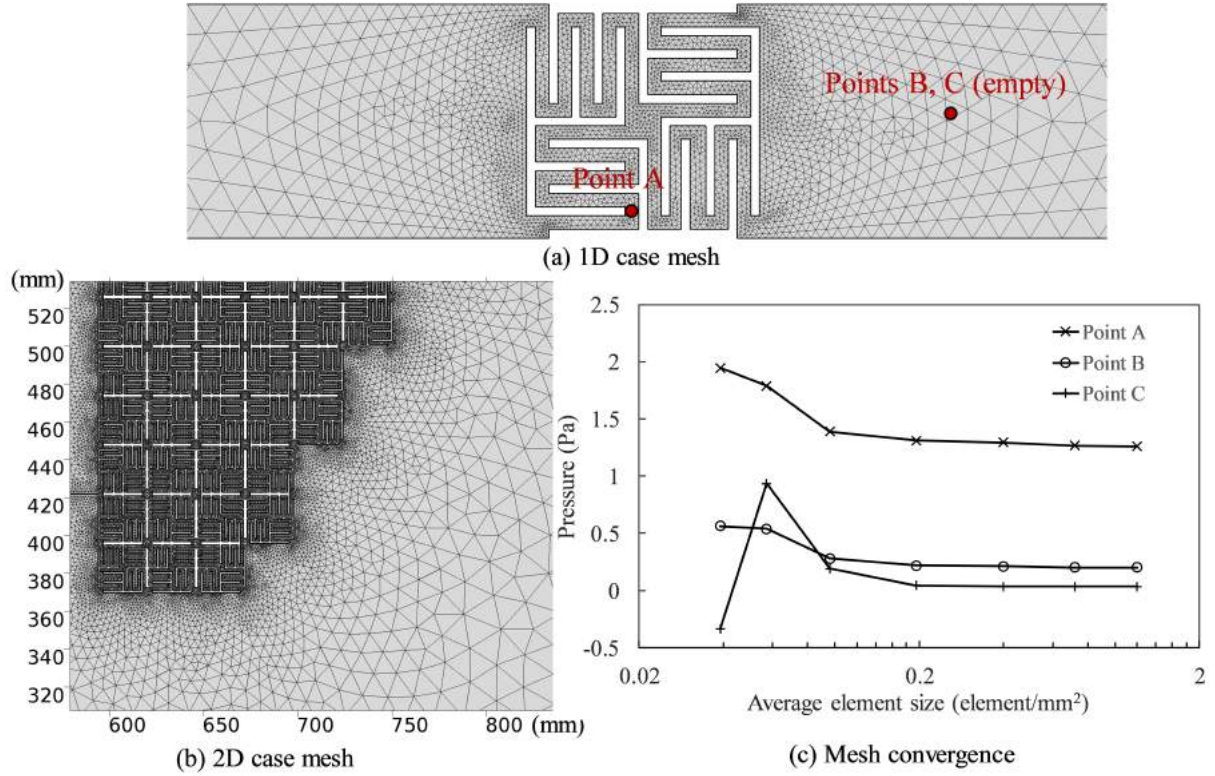 Points B, C (empty)
Point A
(a) 1D case mesh
(mm)
520
500
480
460
440
420
400
380
360
340
320
600 650 700 750 800 (mm)
(b) 2D case mesh
2.5
2
1.5
1
0.5
0
-0.5
Pressure (Pa)
Point A
Point B
Point C
0.02 0.2 2
Average element size (element/mm²)
(c) Mesh convergence